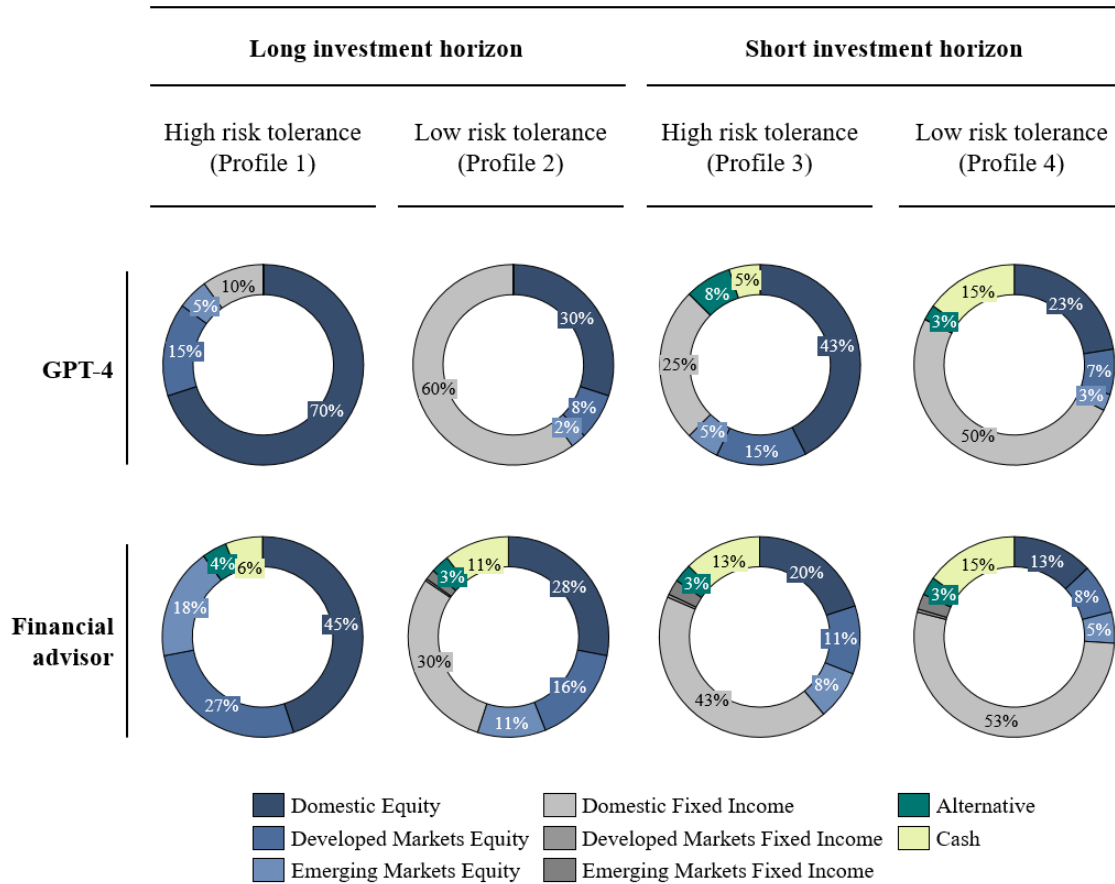 Long investment horizon
Short investment horizon
High risk tolerance
(Profile 1)
Low risk tolerance
(Profile 2)
High risk tolerance
(Profile 3)
Low risk tolerance
(Profile 4)
GPT-4
10%
5%
15%
70%
30%
60%
8%
2%
5%
8%
43%
25%
5%
15%
15%
23%
3%
7%
3%
50%
Financial
advisor
4%
6%
18%
45%
27%
11%
3%
28%
30%
16%
11%
13%
3%
20%
11%
8%
43%
15%
13%
3%
8%
5%
53%
Domestic Equity
Domestic Fixed Income
Alternative
Developed Markets Equity
Developed Markets Fixed Income
Cash
Emerging Markets Equity
Emerging Markets Fixed Income